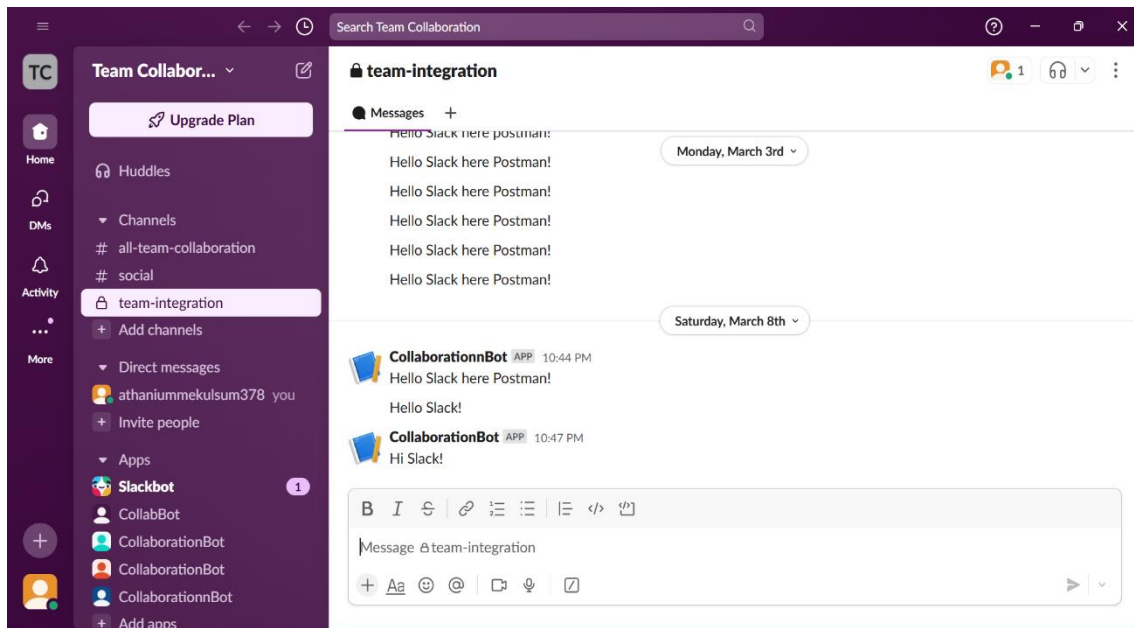 Search Team Collaboration
TC
Team Collabor...
Upgrade Plan
Home
DMs
Activity
More
Huddles
Channels
# all-team-collaboration
# social
team-integration
+ Add channels
Direct messages
athaniummekulsum378 you
+ Invite people
Apps
Slackbot 1
CollabBot
CollaborationBot
CollaborationBot
CollaborationnBot
+ Add apps
team-integration
1
Messages +
Hello Slack here postman!
Monday, March 3rd
Hello Slack here Postman!
Hello Slack here Postman!
Hello Slack here Postman!
Hello Slack here Postman!
Hello Slack here Postman!
Saturday, March 8th
CollaborationnBot APP 10:44 PM
Hello Slack here Postman!
Hello Slack!
CollaborationBot APP 10:47 PM
Hi Slack!
B I S
Message team-integration
+ Aa @